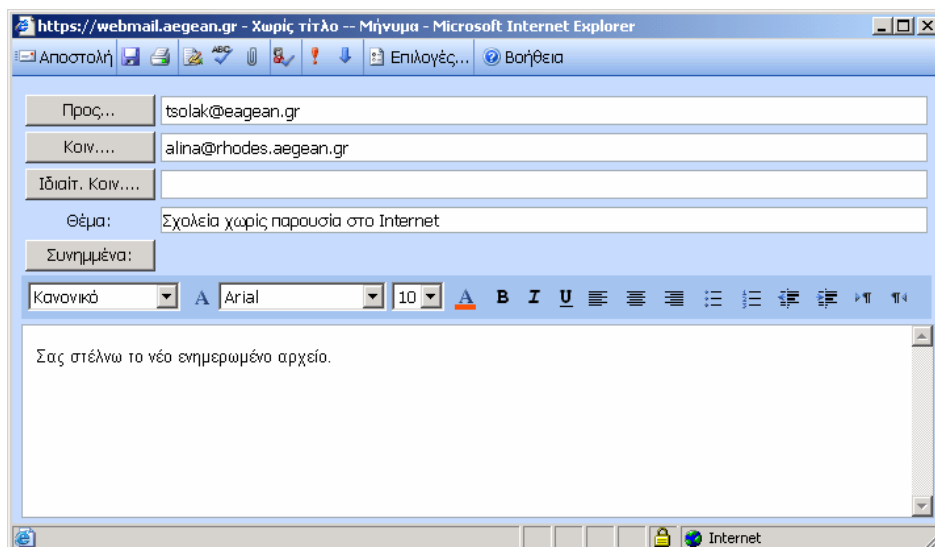 https://webmail.aegean.gr - Χωρίς τίτλο -- Μήνυμα - Microsoft Internet Explorer
Αποστολή ABC Επιλογές... Βοήθεια
Προς... tsolak@eagean.gr
Κοιν.... alina@rhodes.aegean.gr
Ιδιαίτ. Κοιν....
Θέμα: Σχολεία χωρίς παρουσία στο Internet
Συνημμένα:
Κανονικό A Arial 10 A B I U
Σας στέλνω το νέο ενημερωμένο αρχείο.
Internet